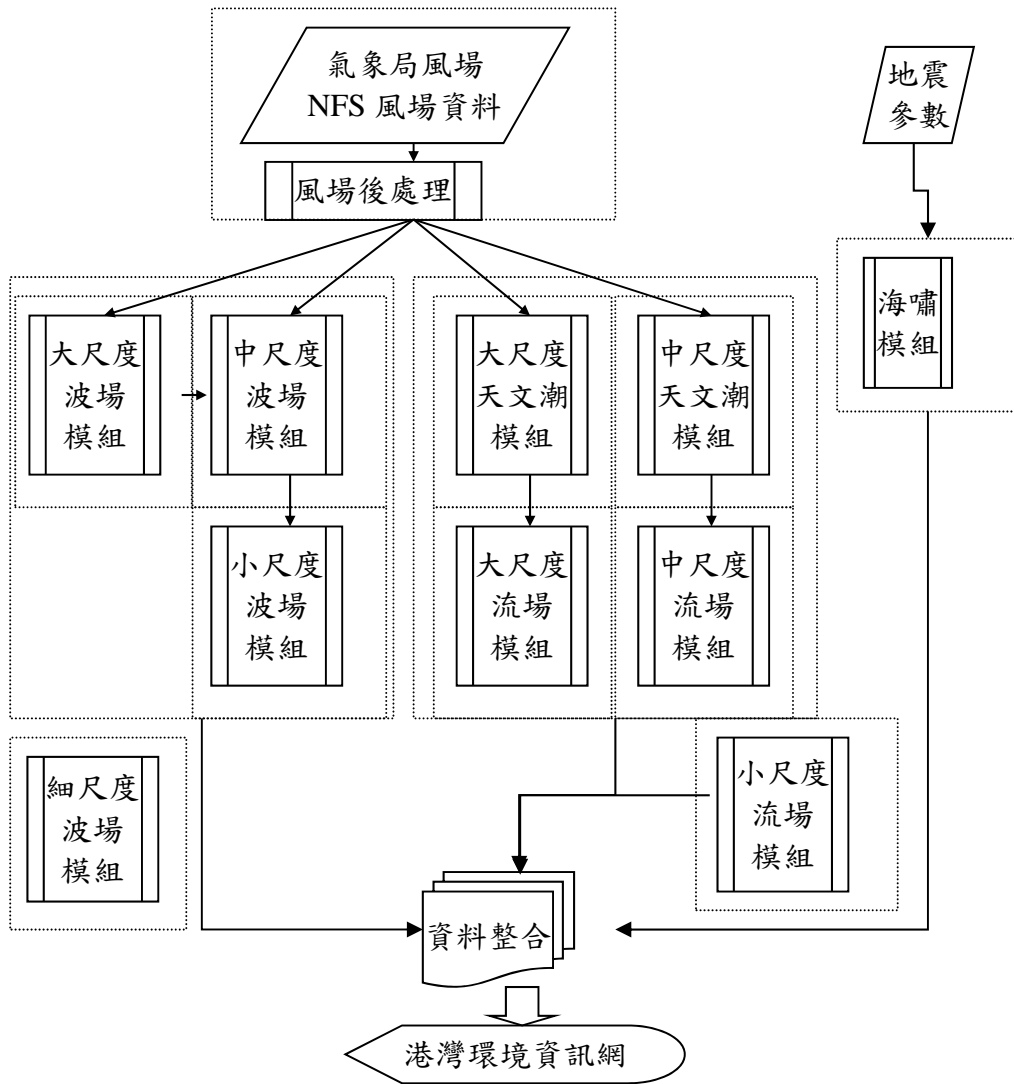 氣象局風場
NFS 風場資料
地震
參數
風場後處理
大尺度
波場
模組
中尺度
波場
模組
大尺度
天文潮
模組
中尺度
天文潮
模組
海嘯
模組
小尺度
波場
模組
大尺度
流場
模組
中尺度
流場
模組
細尺度
波場
模組
小尺度
流場
模組
資料整合
港灣環境資訊網